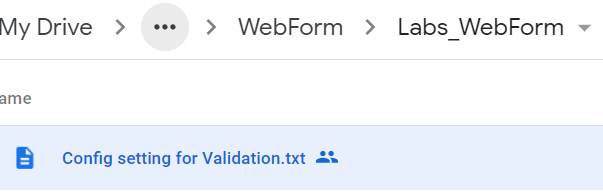 My Drive > ... > WebForm > Labs_WebForm
ame
Config setting for Validation.txt